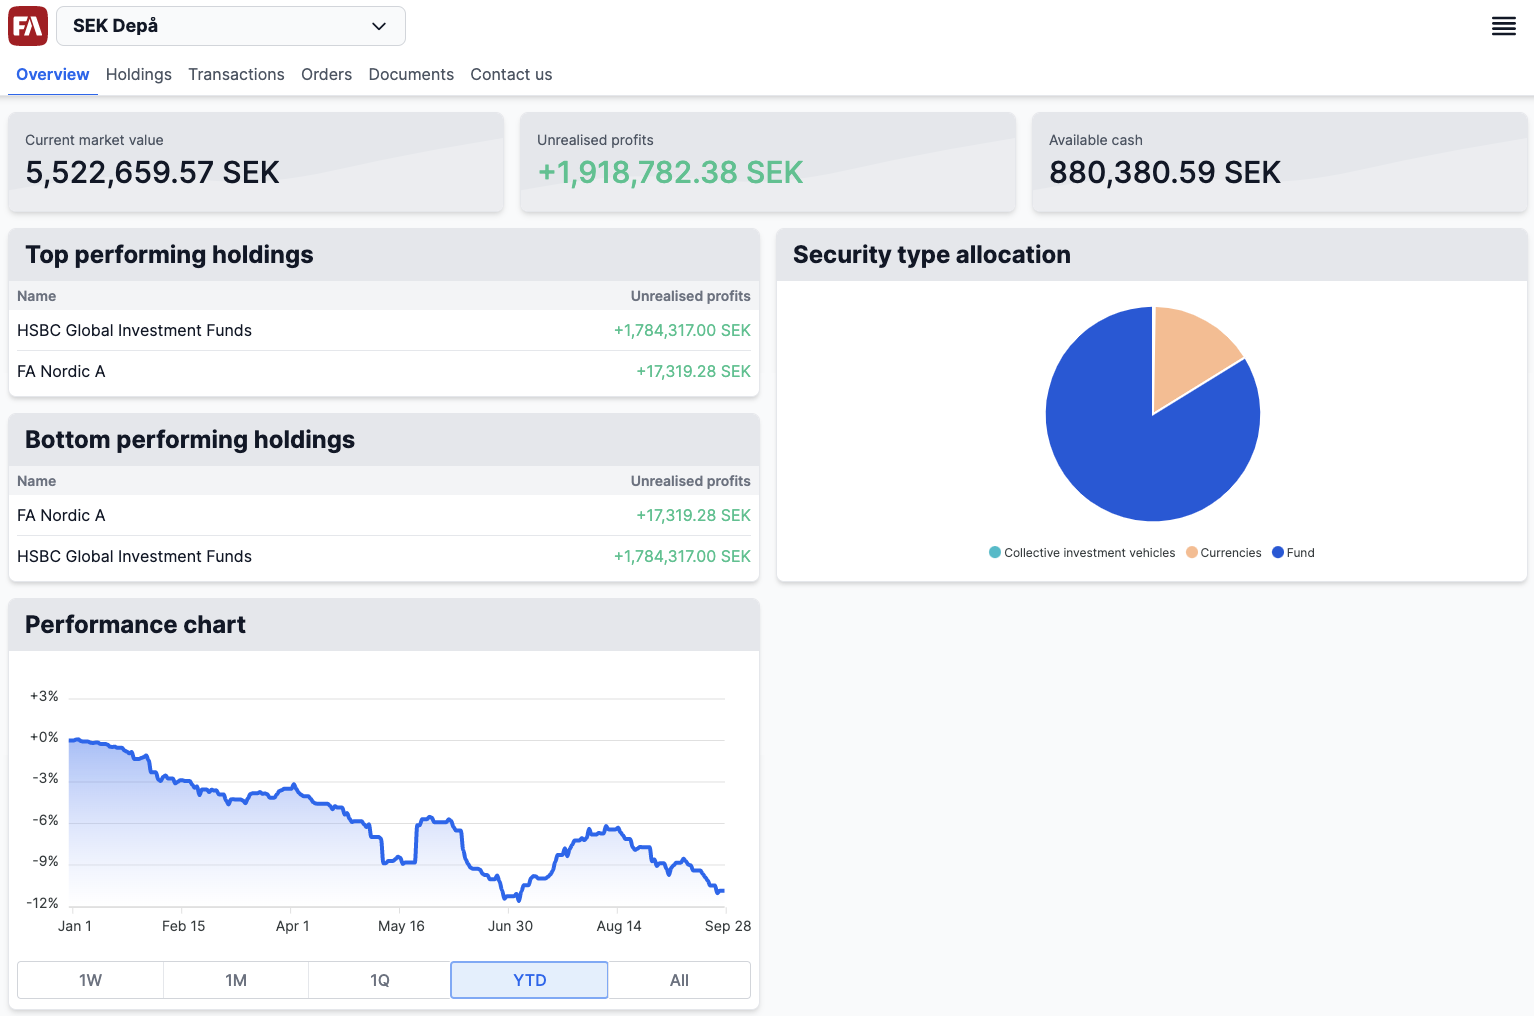 FA
SEK Depå
Overview Holdings Transactions Orders Documents Contact us
Current market value
5,522,659.57 SEK
Unrealised profits
+1,918,782.38 SEK
Available cash
880,380.59 SEK
Top performing holdings
Name Unrealised profits
HSBC Global Investment Funds +1,784,317.00 SEK
FA Nordic A +17,319.28 SEK
Security type allocation
Collective investment vehicles Currencies Fund
Bottom performing holdings
Name Unrealised profits
FA Nordic A +17,319.28 SEK
HSBC Global Investment Funds +1,784,317.00 SEK
Performance chart
+3%
+0%
-3%
-6%
-9%
-12%
Jan 1 Feb 15 Apr 1 May 16 Jun 30 Aug 14 Sep 28
1W 1M 1Q YTD All